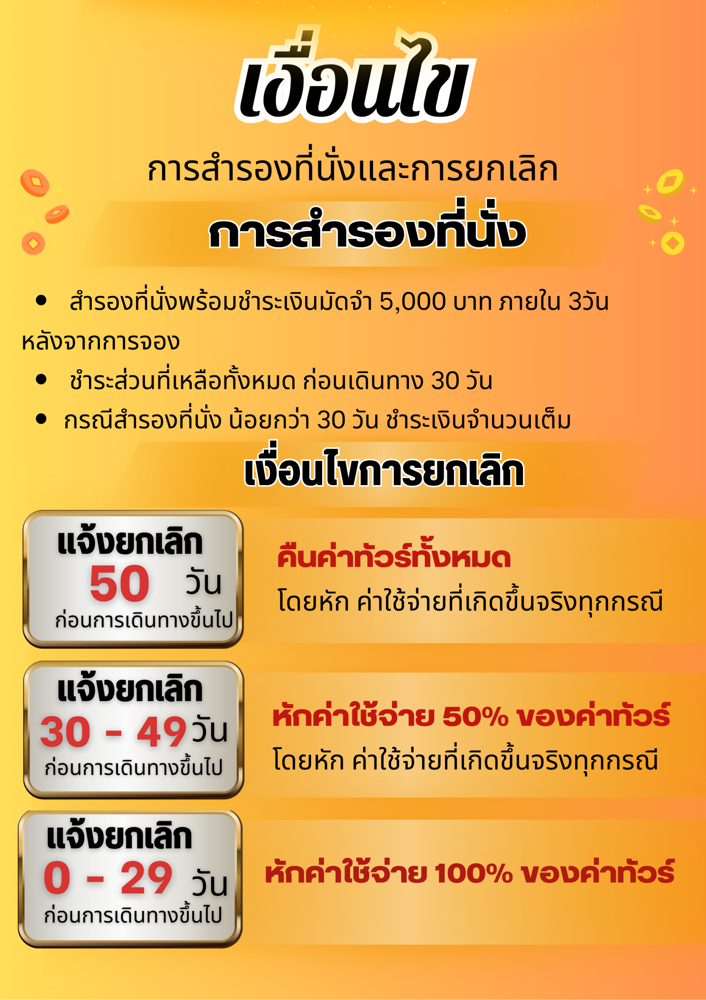 เงื่อนไข
การสำรองที่นั่งและการยกเลิก
การสำรองที่นั่ง
● สำรองที่นั่งพร้อมชำระเงินมัดจำ 5,000 บาท ภายใน 3วัน
หลังจากการจอง
● ชำระส่วนที่เหลือทั้งหมด ก่อนเดินทาง 30 วัน
● กรณีสำรองที่นั่ง น้อยกว่า 30 วัน ชำระเงินจำนวนเต็ม
เงื่อนไขการยกเลิก
แจ้งยกเลิก
50 วัน
ก่อนการเดินทางขึ้นไป
คืนค่าทัวร์ทั้งหมด
โดยหัก ค่าใช้จ่ายที่เกิดขึ้นจริงทุกกรณี
แจ้งยกเลิก
30 - 49 วัน
ก่อนการเดินทางขึ้นไป
หักค่าใช้จ่าย 50% ของค่าทัวร์
โดยหัก ค่าใช้จ่ายที่เกิดขึ้นจริงทุกกรณี
แจ้งยกเลิก
0 - 29 วัน
ก่อนการเดินทางขึ้นไป
หักค่าใช้จ่าย 100% ของค่าทัวร์